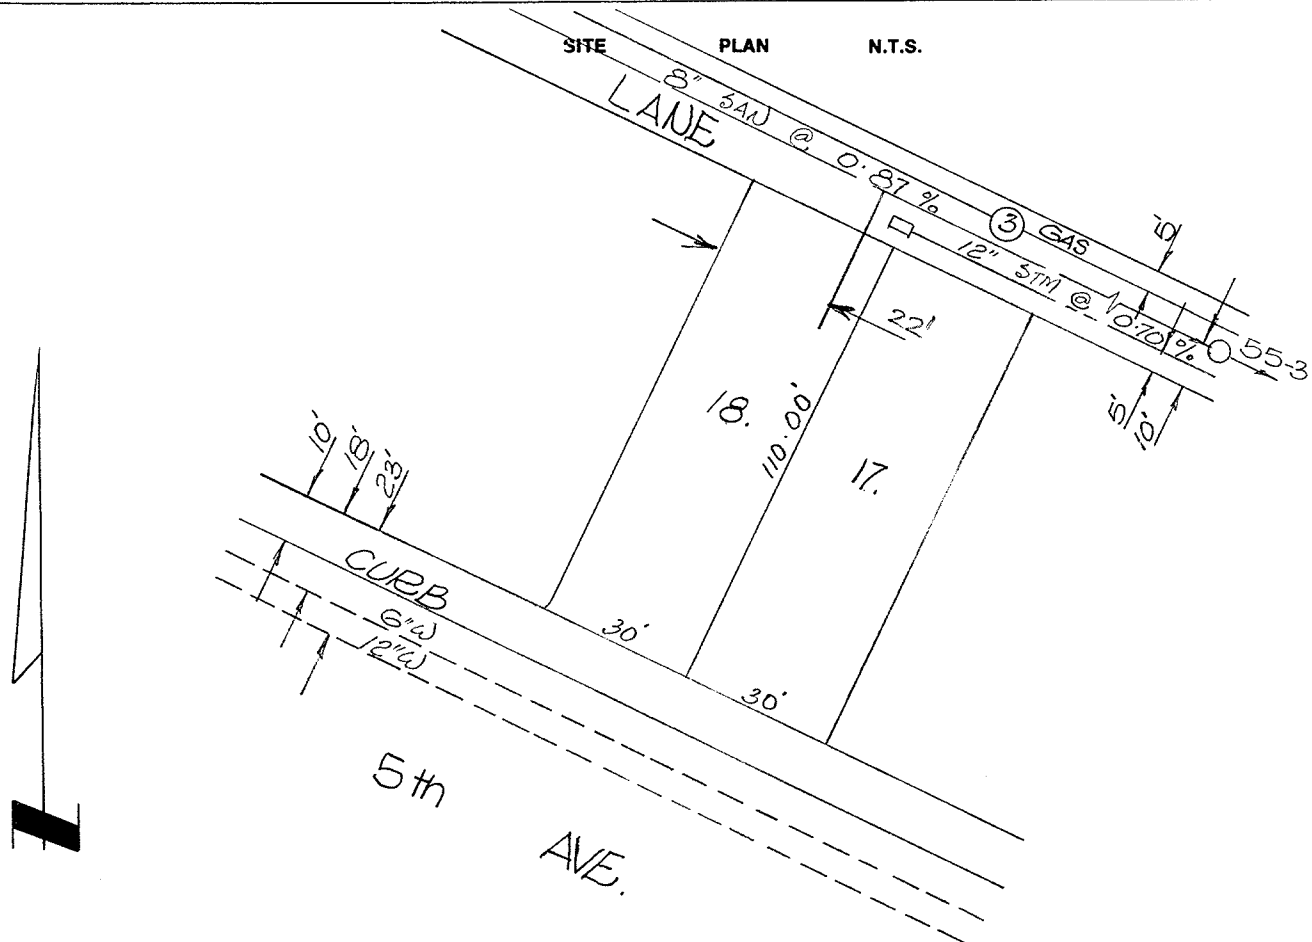 SITE PLAN N.T.S.
8" SAN @ 0.87 %
LANE
3 GAS
12" STM @ 0.70 %
5'
55-3
22'
5'
10'
18.
110.00'
17.
10'
18'
23'
CURB
6"W
12"W
30'
30'
5th
AVE.